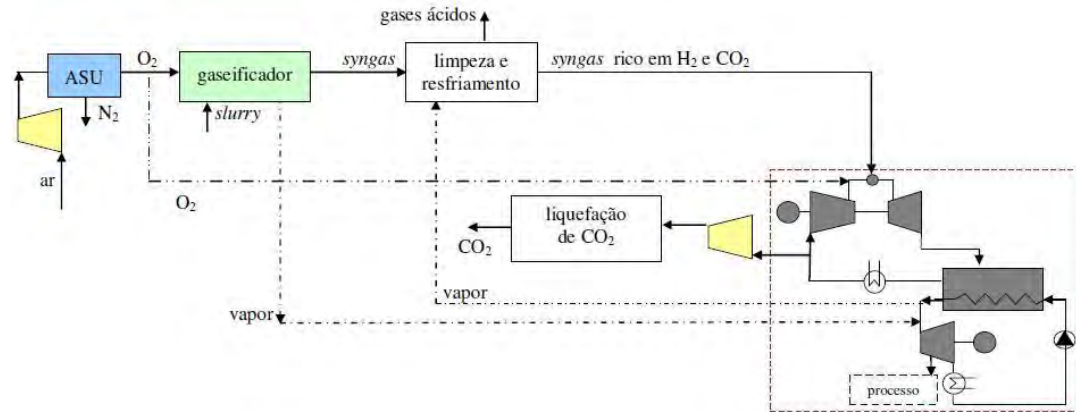 gases ácidos
ASU
O₂
gaseificador
syngas
limpeza e
resfriamento
syngas rico em H₂ e CO₂
N₂
slurry
ar
O₂
liquefação
de CO₂
CO₂
vapor
vapor
processo